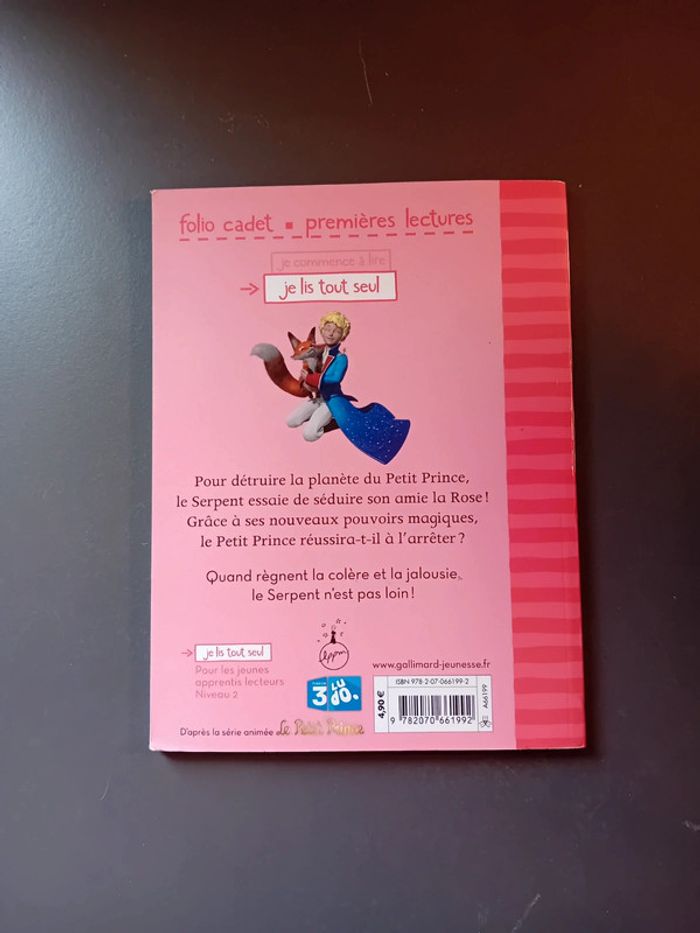 folio cadet ▪ premières lectures
je commence à lire
→ je lis tout seul
Pour détruire la planète du Petit Prince,
le Serpent essaie de séduire son amie la Rose !
Grâce à ses nouveaux pouvoirs magiques,
le Petit Prince réussira-t-il à l'arrêter ?
Quand règnent la colère et la jalousie,
le Serpent n'est pas loin !
→ je lis tout seul
Pour les jeunes
apprentis lecteurs
Niveau 2
lppm
3 LUDO.
D'après la série animée Le Petit Prince
www.gallimard-jeunesse.fr
ISBN 978-2-07-066199-2
4,90 €
9 782070 661992
A66199